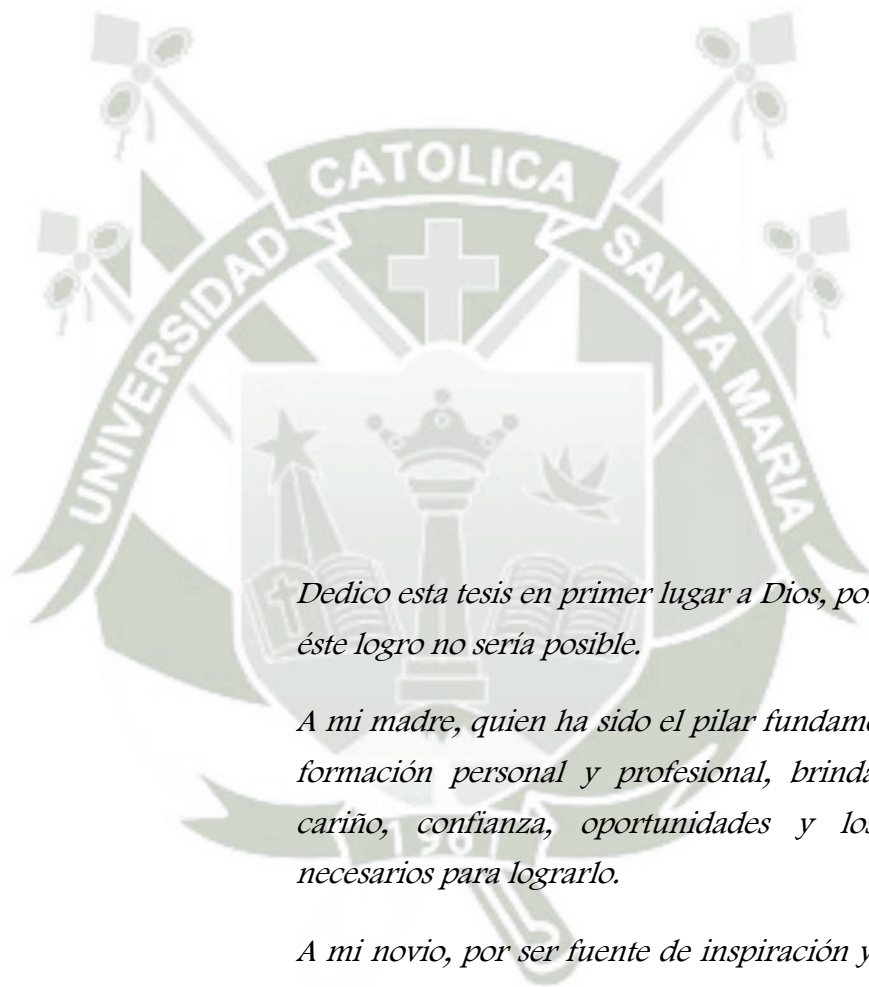 UNIVERSIDAD CATOLICA SANTA MARIA
Dedico esta tesis en primer lugar a Dios, por
éste logro no sería posible.
A mi madre, quien ha sido el pilar
formación personal y profesional,
cariño, confianza, oportunidades y los
necesarios para lograrlo.
A mi novio, por ser fuente de inspiración y